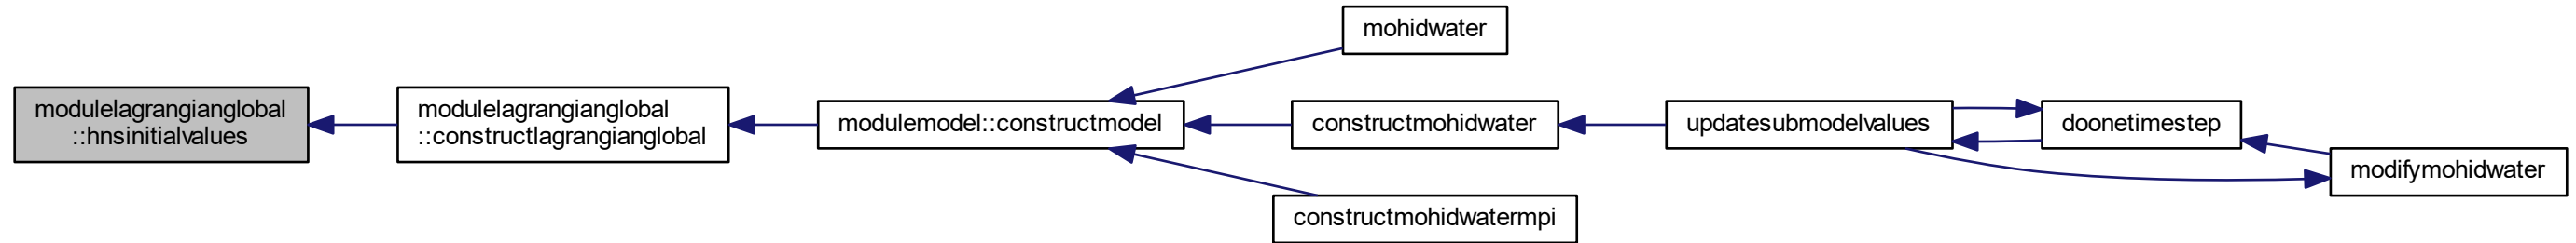 modulelagrangianglobal
::hnsinitialvalues
modulelagrangianglobal
::constructlagrangianglobal
modulemodel::constructmodel
mohidwater
constructmohidwater
constructmohidwatermpi
updatesubmodelvalues
doonetimestep
modifymohidwater